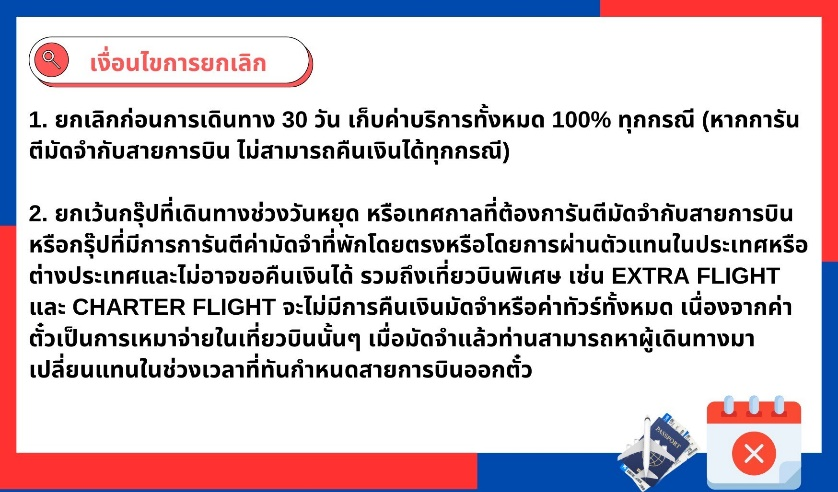 เงื่อนไขการยกเลิก
1. ยกเลิกก่อนการเดินทาง 30 วัน เก็บค่าบริการทั้งหมด 100% ทุกกรณี (หากการัน
ตีมัดจำกับสายการบิน ไม่สามารถคืนเงินได้ทุกกรณี)
2. ยกเว้นกรุ๊ปที่เดินทางช่วงวันหยุด หรือเทศกาลที่ต้องการันตีมัดจำกับสายการบิน
หรือกรุ๊ปที่มีการการันตีค่ามัดจำที่พักโดยตรงหรือโดยการผ่านตัวแทนในประเทศหรือ
ต่างประเทศและไม่อาจขอคืนเงินได้ รวมถึงเที่ยวบินพิเศษ เช่น EXTRA FLIGHT
และ CHARTER FLIGHT จะไม่มีการคืนเงินมัดจำหรือค่าทัวร์ทั้งหมด เนื่องจากค่า
ตั๋วเป็นการเหมาจ่ายในเที่ยวบินนั้นๆ เมื่อมัดจำแล้วท่านสามารถหาผู้เดินทางมา
เปลี่ยนแทนในช่วงเวลาที่ทันกำหนดสายการบินออกตั๋ว
PASSPORT